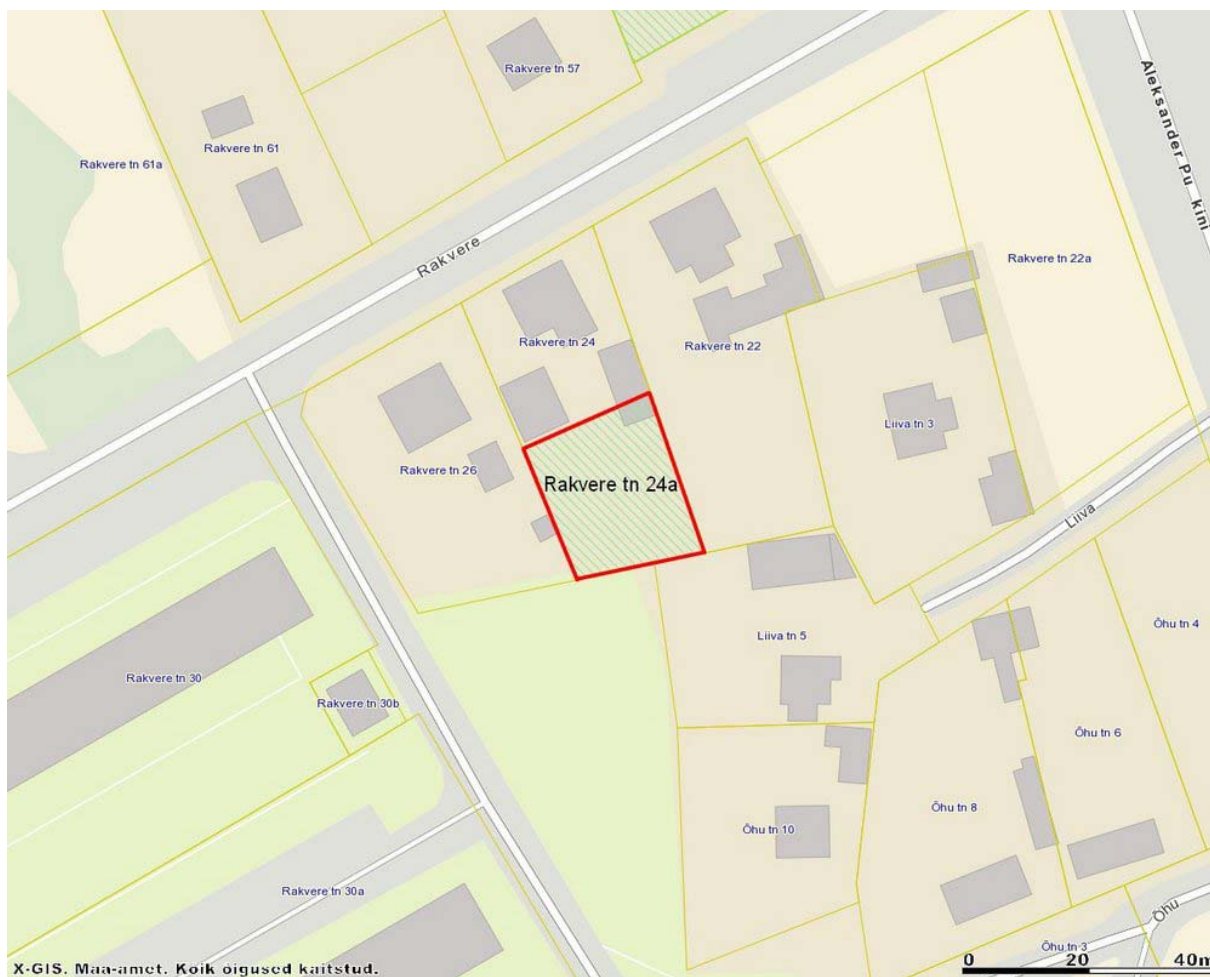 Rakvere tn 57
Aleksander Pu kini
Rakvere tn 61
Rakvere tn 61a
Rakvere
Rakvere tn 22a
Rakvere tn 24
Rakvere tn 22
Liiva tn 3
Rakvere tn 26
Rakvere tn 24a
Liiva
Liiva tn 5
Õhu tn 4
Rakvere tn 30
Rakvere tn 30b
Õhu tn 6
Õhu tn 8
Õhu tn 10
Rakvere tn 30a
Õhu
Õhu tn 3
X-GIS. Maa-amet. Koik oigused kaitstud.
0 20 40m